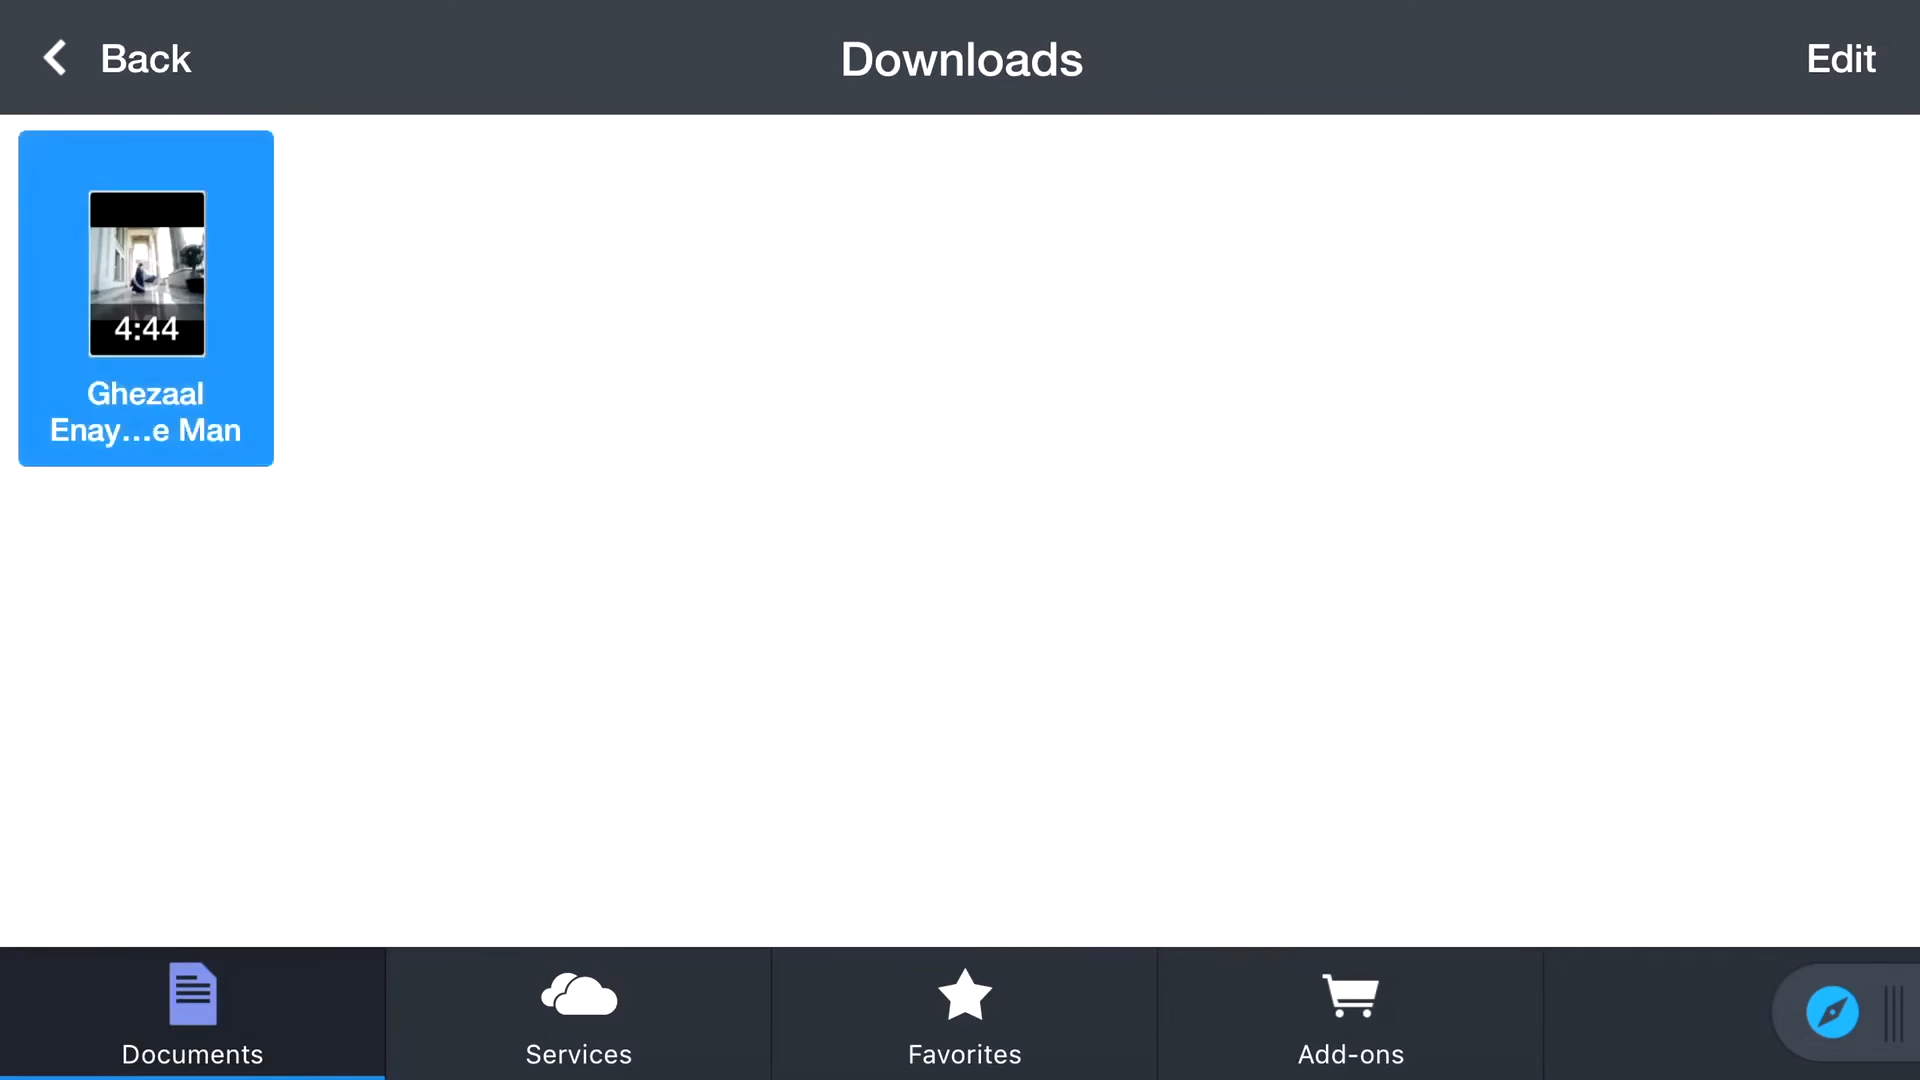 Back
Downloads
Edit
4:44
Ghezaal
Enay...e Man
Documents
Services
Favorites
Add-ons